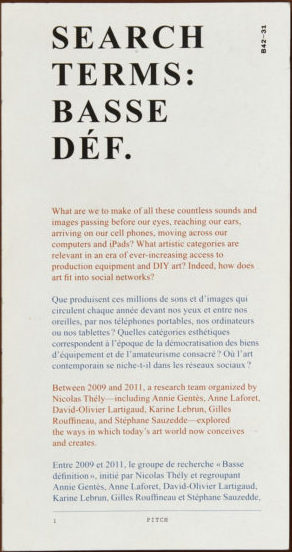 SEARCH
TERMS:
BASSE
DÉF.
B42—31
What are we to make of all these countless sounds and
images passing before our eyes, reaching our ears,
arriving on our cell phones, moving across our
computers and iPads? What artistic categories are
relevant in an era of ever-increasing access to
production equipment and DIY art? Indeed, how does
art fit into social networks?
Que produisent ces millions de sons et d'images qui
circulent chaque année devant nos yeux et entre nos
oreilles, par nos téléphones portables, nos ordinateurs
ou nos tablettes ? Quelles catégories esthétiques
correspondent à l'époque de la démocratisation des biens
d'équipement et de l'amateurisme consacré ? Où l'art
contemporain se niche-t-il dans les réseaux sociaux ?
Between 2009 and 2011, a research team organized by
Nicolas Thély—including Annie Gentès, Anne Laforet,
David-Olivier Lartigaud, Karine Lebrun, Gilles
Rouffineau, and Stéphane Sauzedde—explored
the ways in which today's art world now conceives
and creates.
Entre 2009 et 2011, le groupe de recherche « Basse
définition », initié par Nicolas Thély et regroupant
Annie Gentès, Anne Laforet, David-Olivier Lartigaud,
Karine Lebrun, Gilles Rouffineau et Stéphane Sauzedde,
1 PITCH